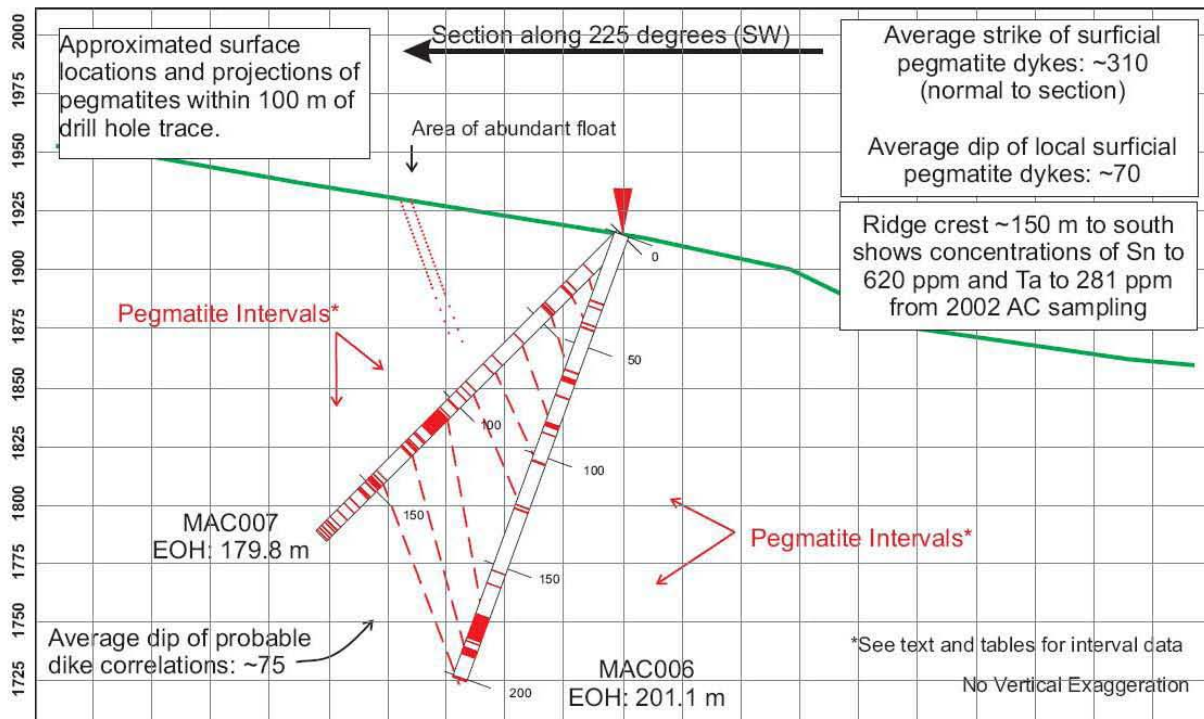 2000
1975
1950
1925
1900
1875
1850
1825
1800
1775
1750
1725
Approximated surface
locations and projections of
pegmatites within 100 m of
drill hole trace.
Section along 225 degrees (SW)
Area of abundant float
Average strike of surficial
pegmatite dykes: ~310
(normal to section)
Average dip of local surficial
pegmatite dykes: ~70
Ridge crest ~150 m to south
shows concentrations of Sn to
620 ppm and Ta to 281 ppm
from 2002 AC sampling
Pegmatite Intervals*
0
50
100
100
150
150
200
MAC007
EOH: 179.8 m
Pegmatite Intervals*
Average dip of probable
dike correlations: ~75
MAC006
EOH: 201.1 m
*See text and tables for interval data
No Vertical Exaggeration